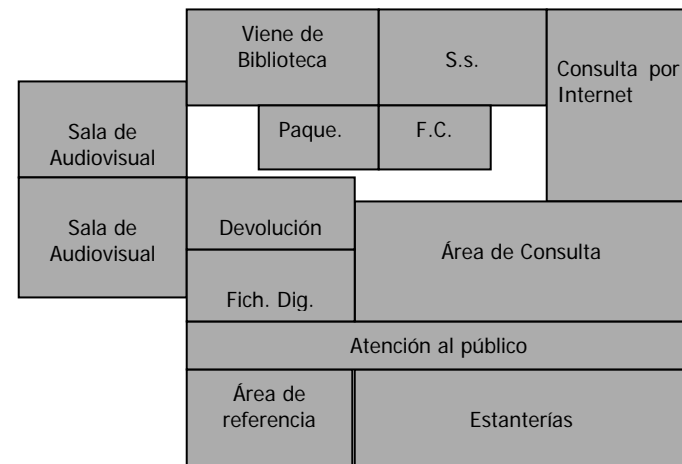 Viene de
Biblioteca
S.s.
Consulta por
Internet
Sala de
Audiovisual
Paque.
F.C.
Sala de
Audiovisual
Devolución
Área de Consulta
Fich. Dig.
Atención al público
Área de
referencia
Estanterías